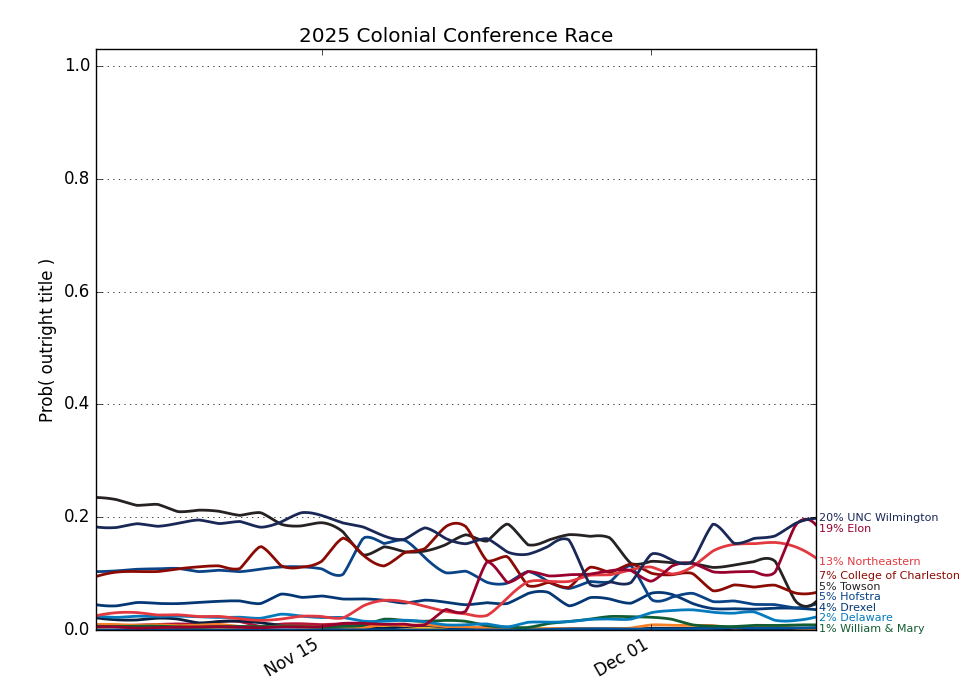 2025 Colonial Conference Race
1.0
0.8
0.6
0.4
0.2
0.0
Prob( outright title )
Nov 15
Dec 01
20% UNC Wilmington
19% Elon
13% Northeastern
7% College of Charleston
5% Towson
5% Hofstra
4% Drexel
2% Delaware
1% William & Mary